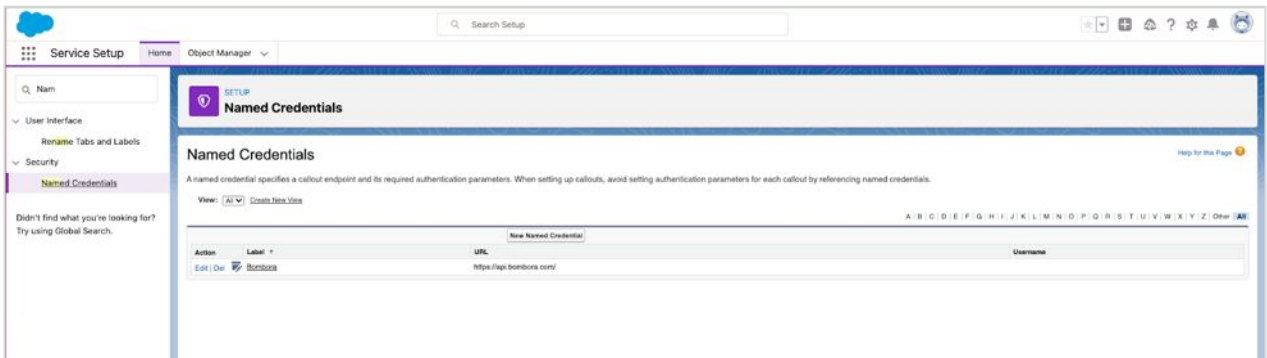 Search Setup
Service Setup Home Object Manager
Nam
User Interface
Rename Tabs and Labels
Security
Named Credentials
Didn't find what you're looking for?
Try using Global Search.
SETUP
Named Credentials
Named Credentials
Help for this Page
A named credential specifies a callout endpoint and its required authentication parameters. When setting up callouts, avoid setting authentication parameters for each callout by referencing named credentials.
View: All Create New View
A B C D E F G H I J K L M N O P Q R S T U V W X Y Z Other All
New Named Credential
Action Label URL Username
Edit | Del Bombora https://api.bombora.com/